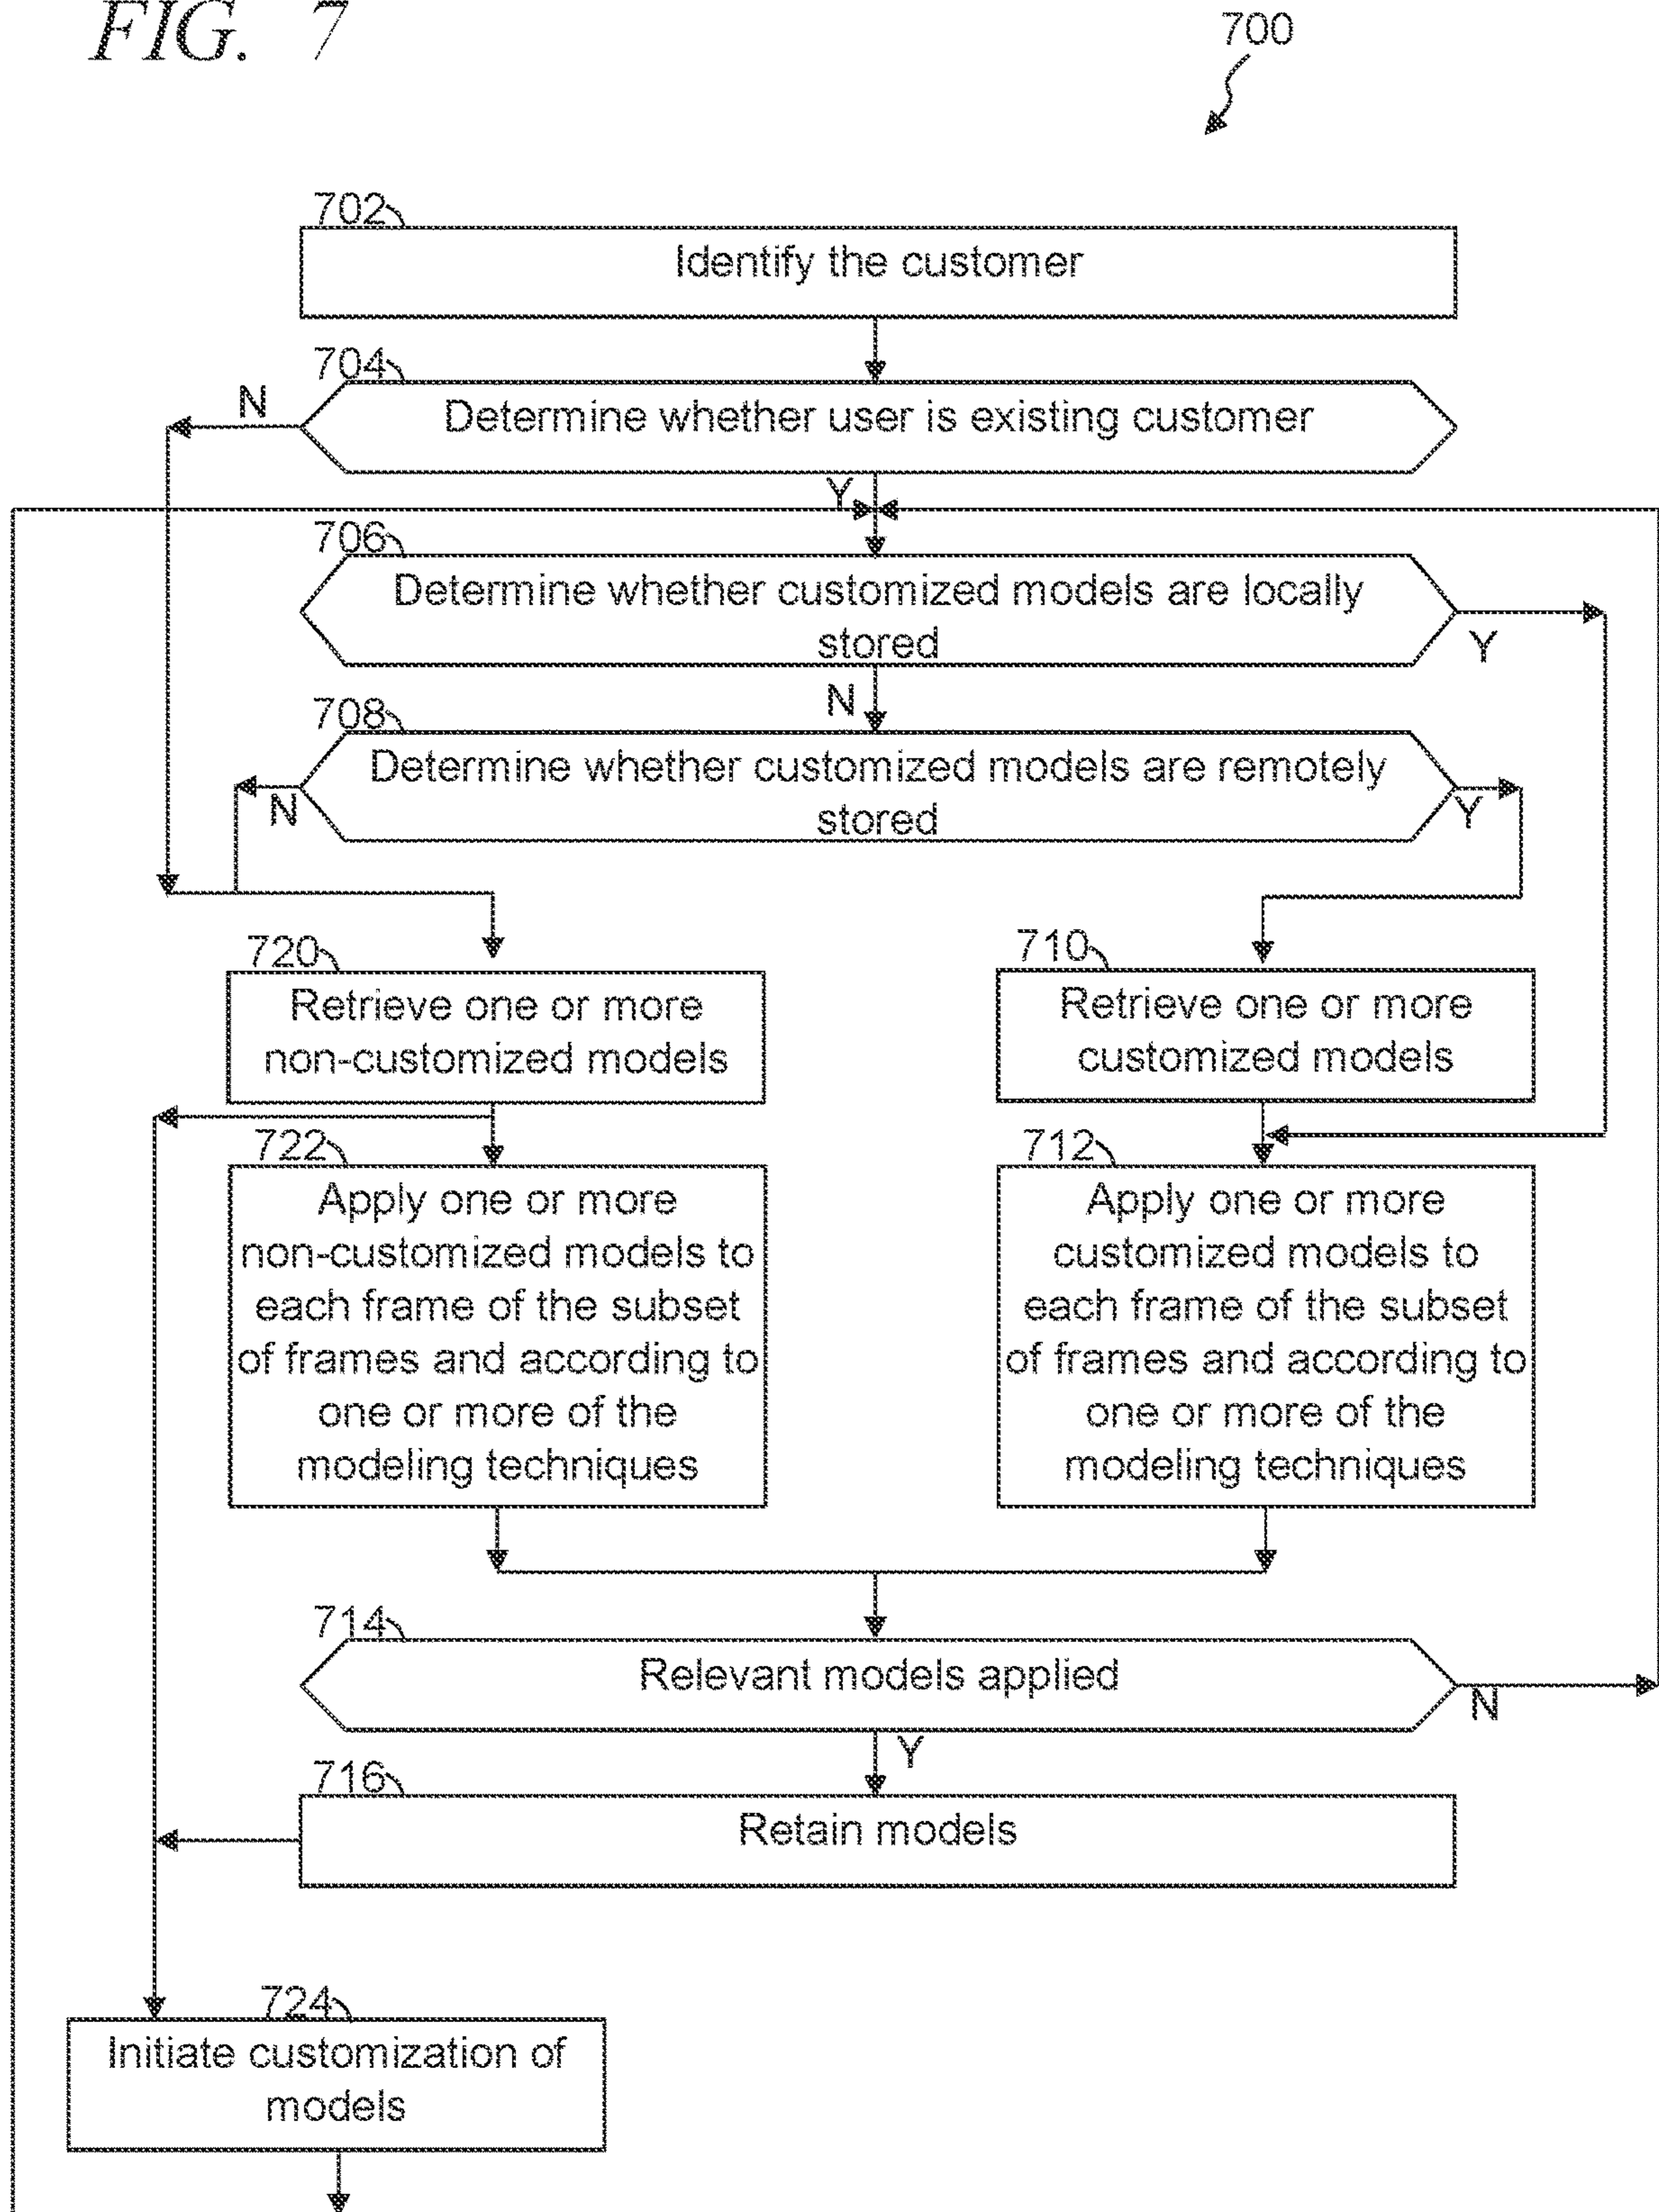 FIG. 7
700
702
Identify the customer
704
N
Determine whether user is existing customer
Y
706
Determine whether customized models are locally
stored
Y
N
708
Determine whether customized models are remotely
stored
N
Y
720
Retrieve one or more
non-customized models
710
Retrieve one or more
customized models
722
Apply one or more
non-customized models to
each frame of the subset
of frames and according to
one or more of the
modeling techniques
712
Apply one or more
customized models to
each frame of the subset
of frames and according to
one or more of the
modeling techniques
714
Relevant models applied
N
Y
716
Retain models
724
Initiate customization of
models